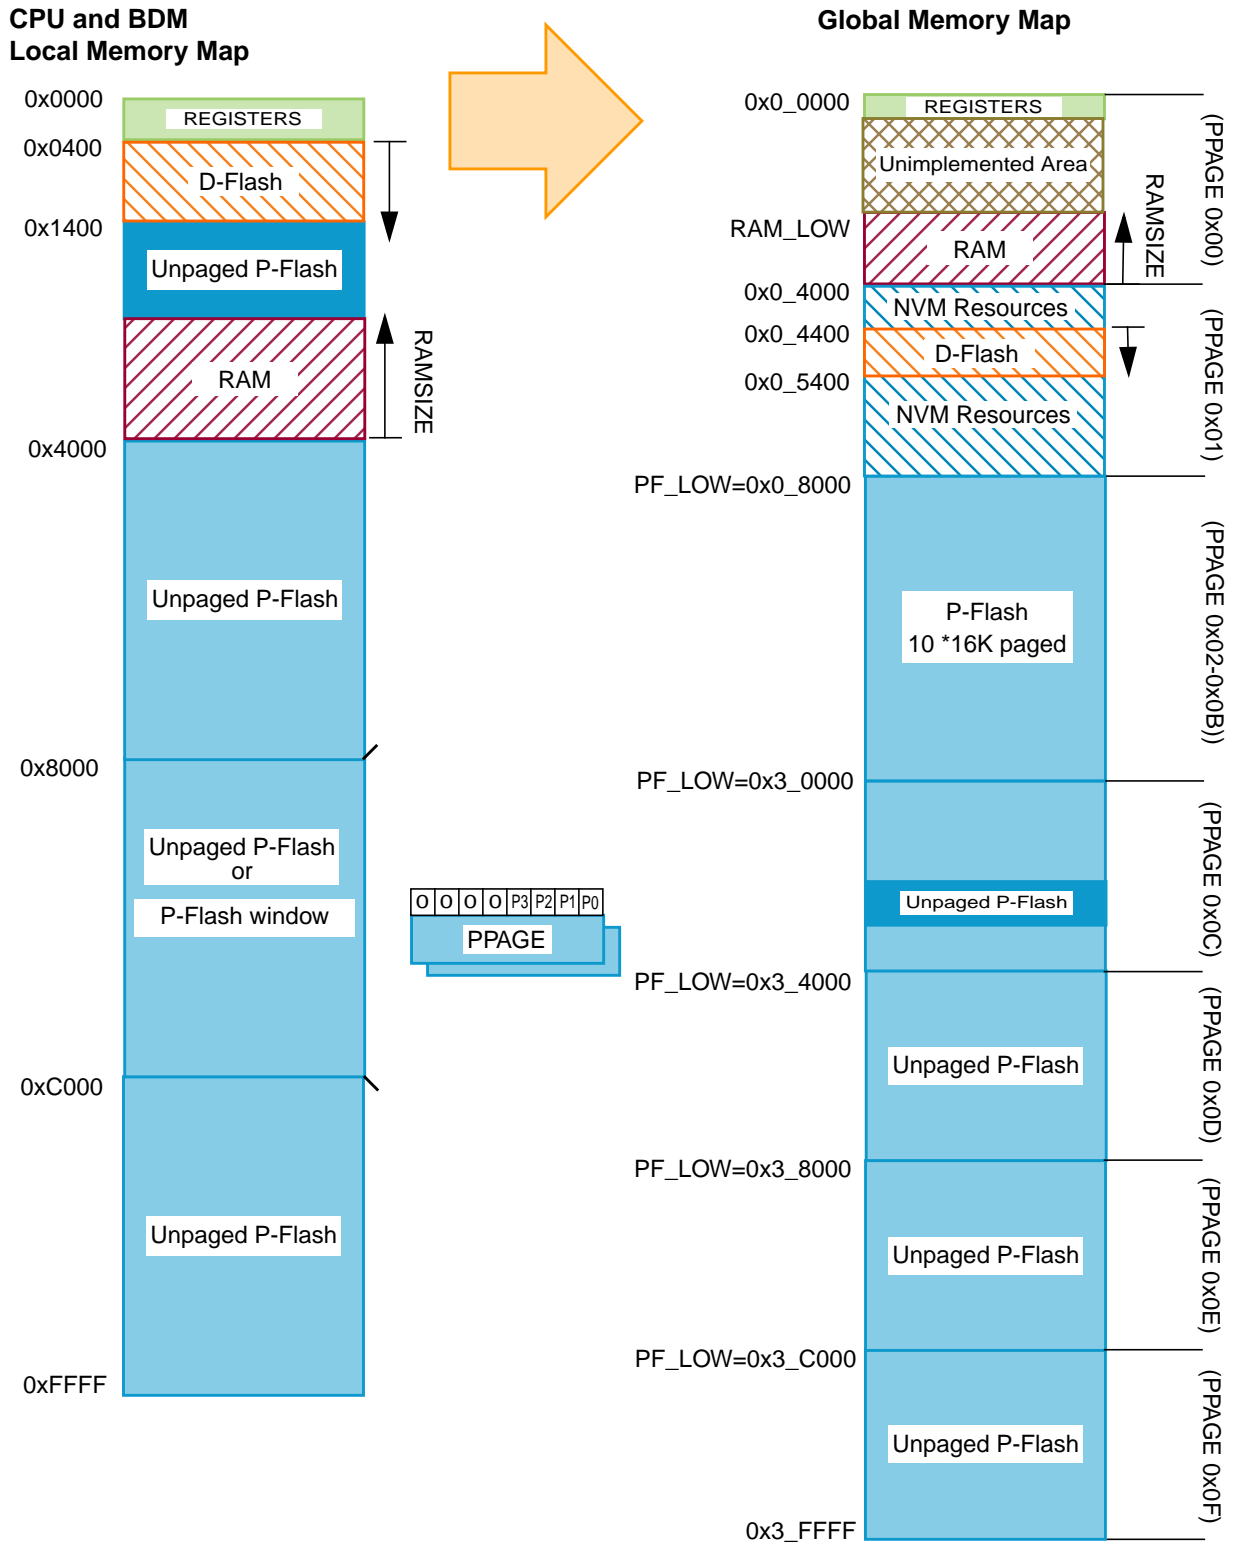 CPU and BDM
Local Memory Map
0x0000
REGISTERS
0x0400
D-Flash
0x1400
Unpaged P-Flash
RAM
RAMSIZE
0x4000
Unpaged P-Flash
0x8000
Unpaged P-Flash
or
P-Flash window
0xC000
Unpaged P-Flash
0xFFFF
0 0 0 0 P3 P2 P1 P0
PPAGE
Global Memory Map
0x0_0000
REGISTERS
Unimplemented Area
RAM_LOW
RAM
RAMSIZE
(PPAGE 0x00)
0x0_4000
NVM Resources
0x0_4400
D-Flash
0x0_5400
NVM Resources
(PPAGE 0x01)
PF_LOW=0x0_8000
P-Flash
10 *16K paged
(PPAGE 0x02-0x0B))
PF_LOW=0x3_0000
Unpaged P-Flash
(PPAGE 0x0C)
PF_LOW=0x3_4000
Unpaged P-Flash
(PPAGE 0x0D)
PF_LOW=0x3_8000
Unpaged P-Flash
(PPAGE 0x0E)
PF_LOW=0x3_C000
Unpaged P-Flash
(PPAGE 0x0F)
0x3_FFFF